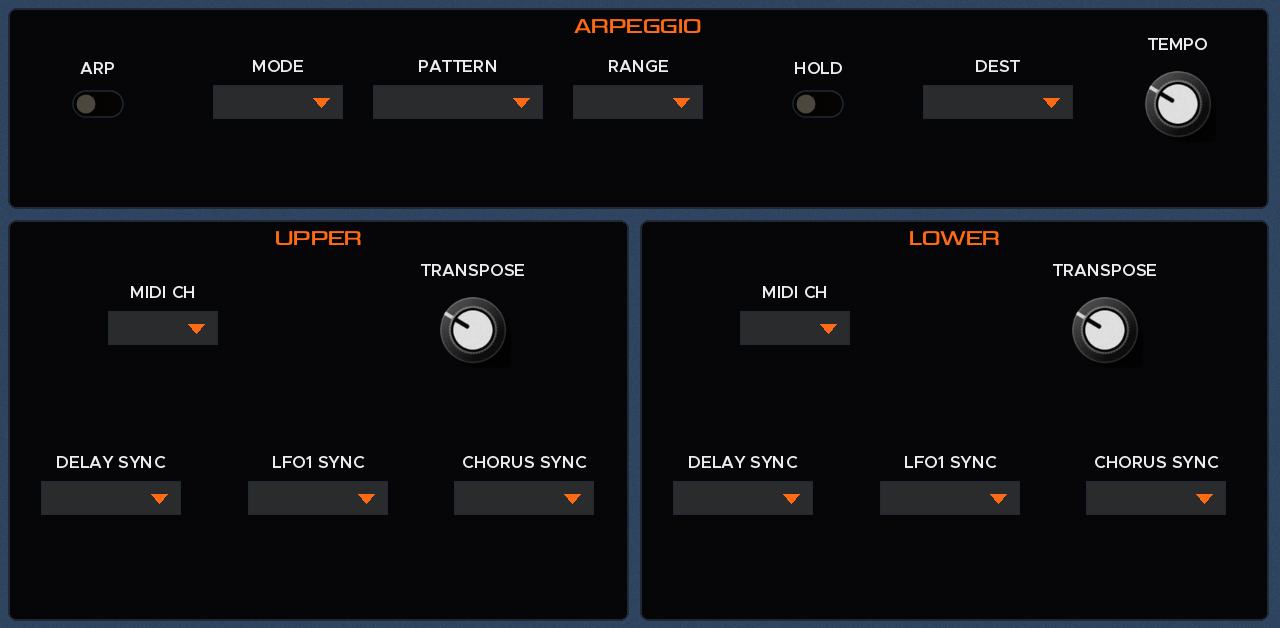 ARPEGGIO
ARP
MODE
PATTERN
RANGE
HOLD
DEST
TEMPO
UPPER
MIDI CH
TRANSPOSE
DELAY SYNC
LFO1 SYNC
CHORUS SYNC
LOWER
MIDI CH
TRANSPOSE
DELAY SYNC
LFO1 SYNC
CHORUS SYNC